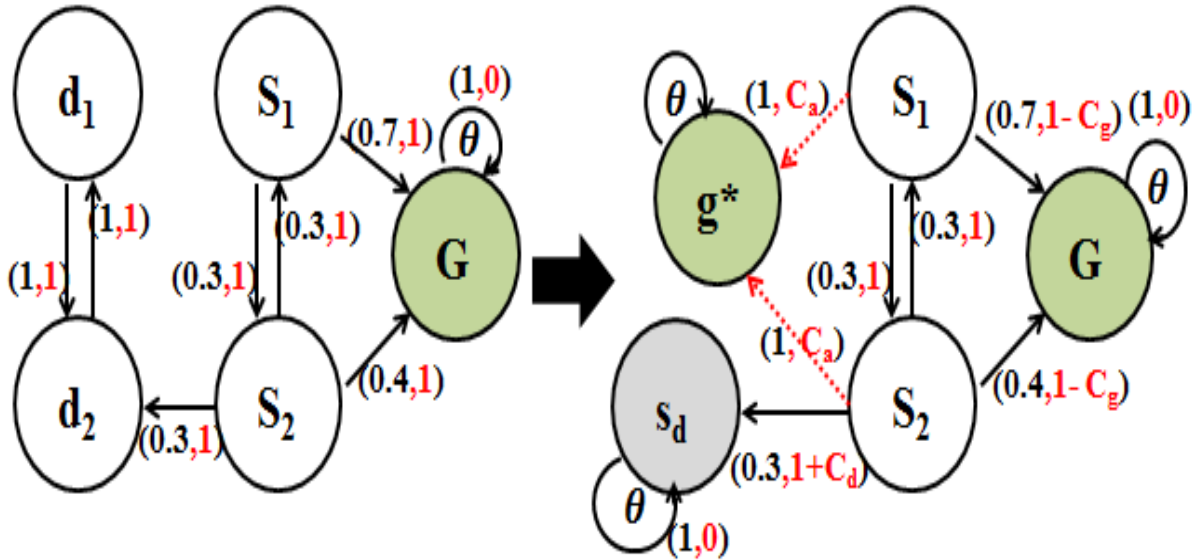 d1
S1
(1,0)
θ
(0.7,1)
(1,1)
(0.3,1)
G
(1,1)
(0.3,1)
(0.4,1)
d2
S2
(0.3,1)
θ
(1, Ca)
S1
(0.7,1- Cg)
(1,0)
θ
g*
(0.3,1)
G
(0.3,1)
(1, Ca)
(0.4,1- Cg)
sd
S2
(0.3,1+Cd)
θ
(1,0)